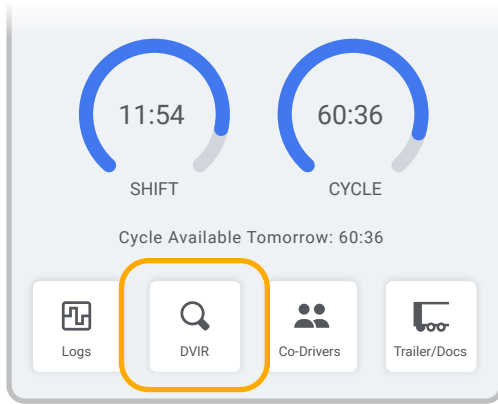 11:54 60:36
SHIFT CYCLE
Cycle Available Tomorrow: 60:36
Logs DVIR Co-Drivers Trailer/Docs